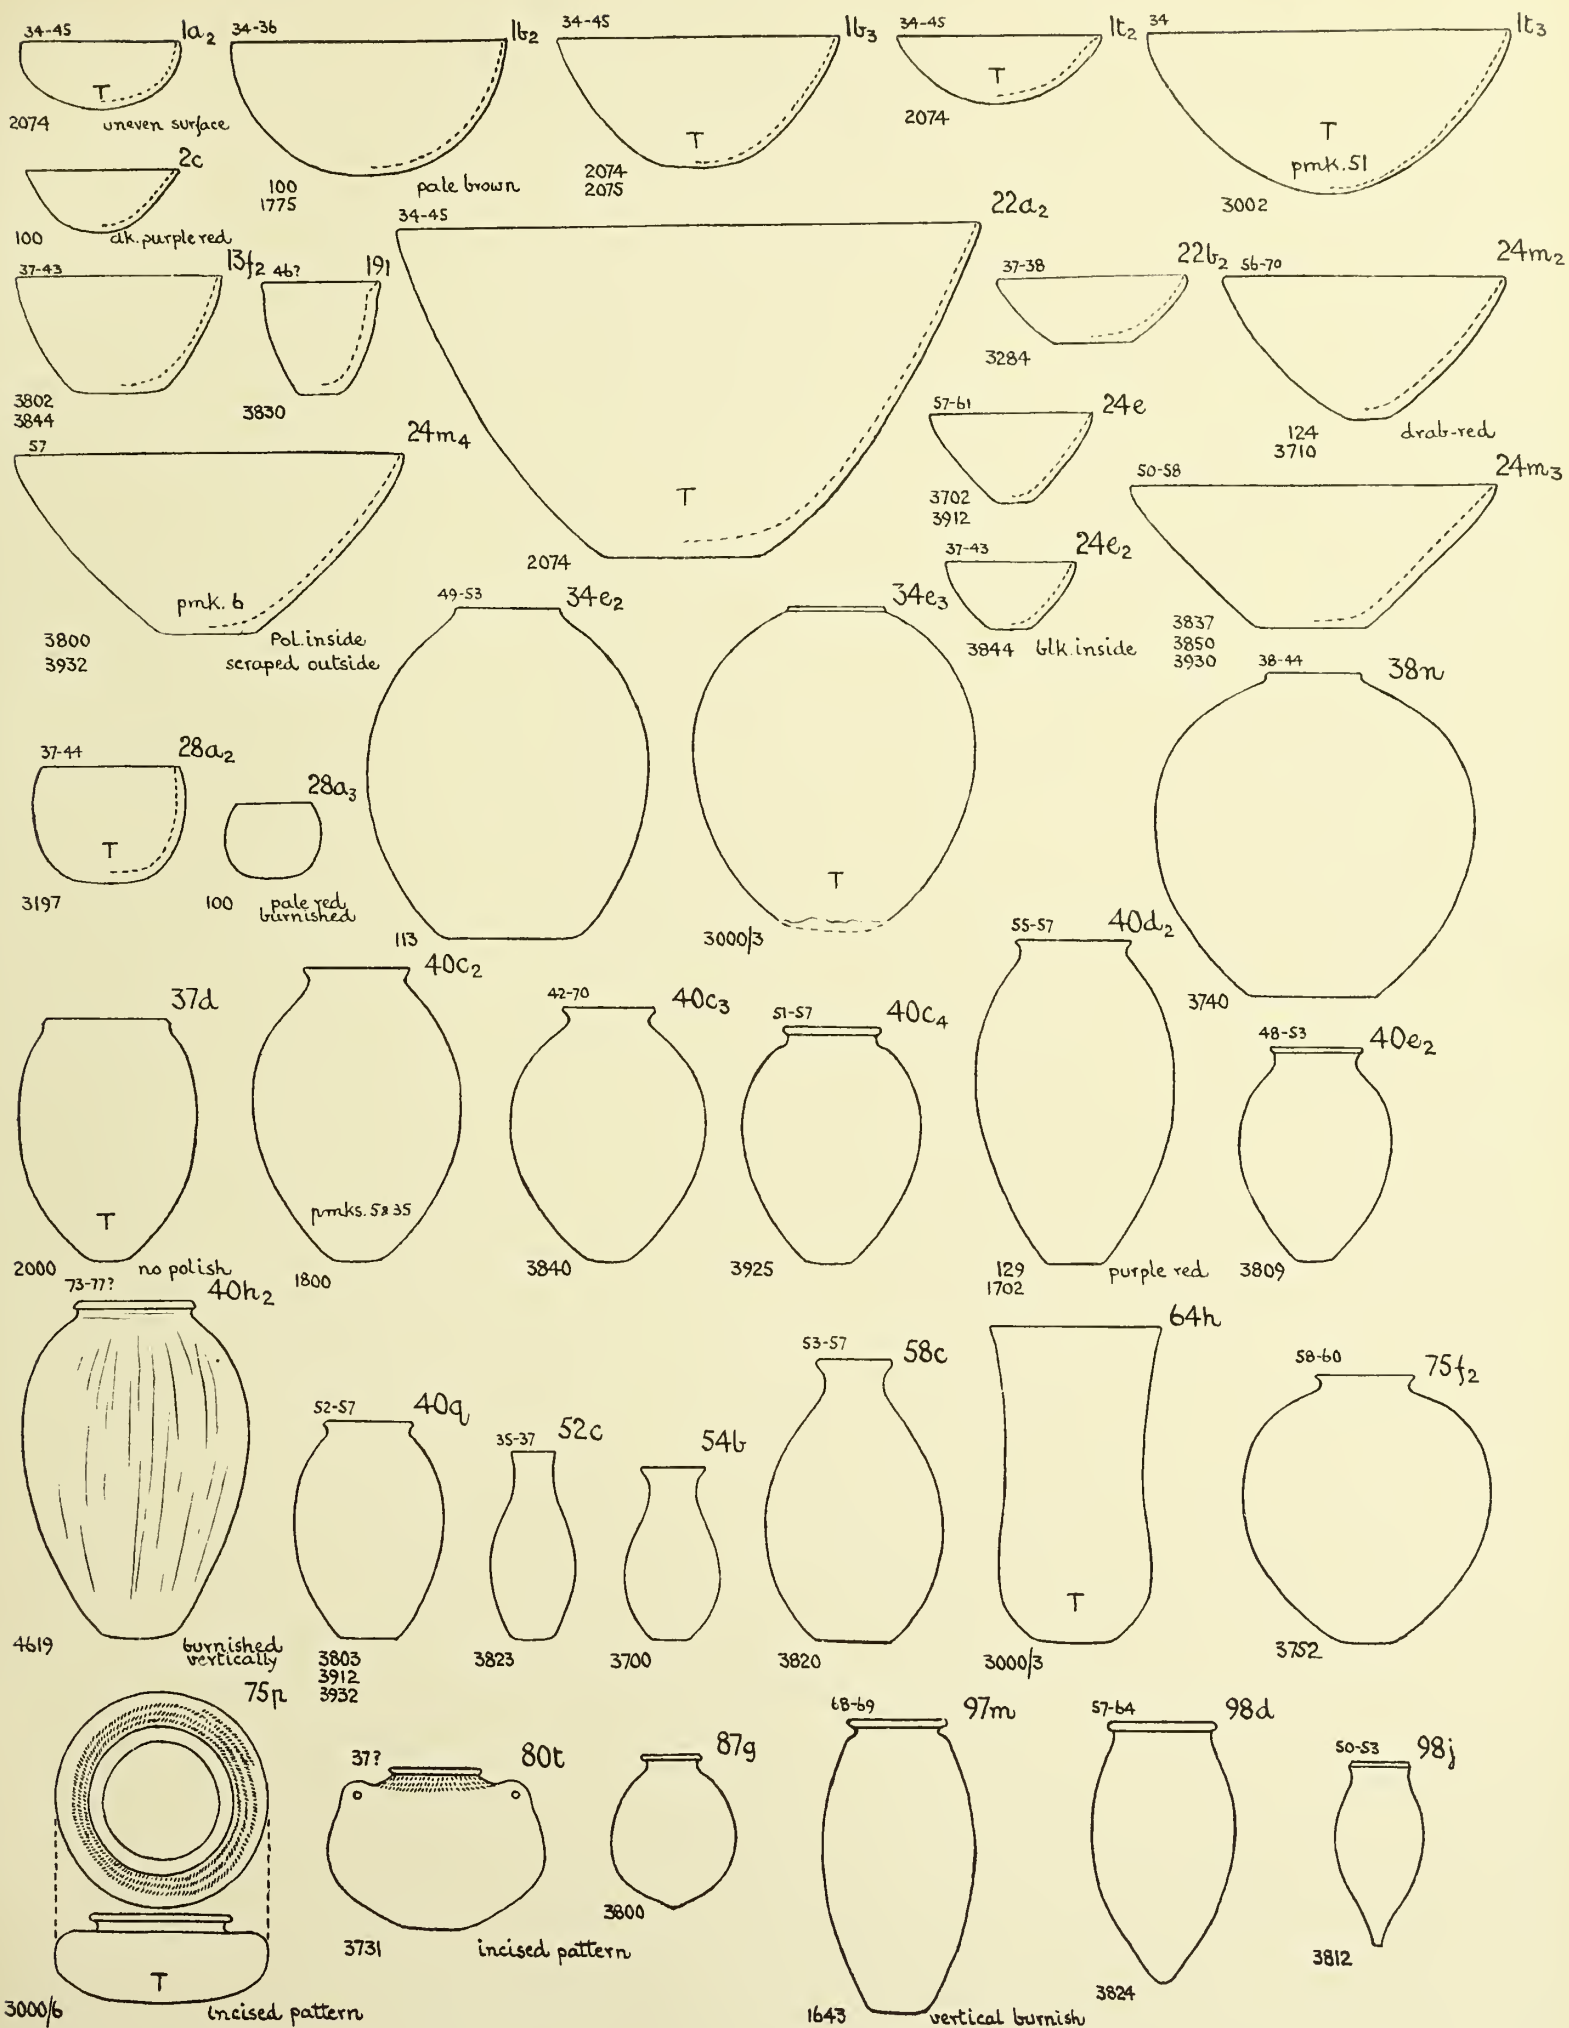 34-45 1a2
T
2074 uneven surface
34-36 1b2
100
1775
pale brown
34-45 1b3
T
2074
2075
34-45 1t2
T
2074
34 1t3
T
pmk. 51
3002
2c
100 dk. purple red
37-43 13f2
3802
3844
46? 19l
3830
34-45 22a2
T
2074
37-38 22b2
3284
56-70 24m2
124
3710
drab-red
57 24m4
pmk. 6
3800
3932
Pol. inside
scraped outside
57-61 24e
3702
3912
37-43 24e2
3844 blk. inside
50-58 24m3
3837
3850
3930
37-44 28a2
T
3197
28a3
100 pale red
burnished
49-53 34e2
113
34e3
T
3000/3
38-44 38n
3740
37d
T
2000 no polish
40c2
pmks. 5 & 35
1800
42-70 40c3
3840
51-57 40c4
3925
55-57 40d2
129
1702
purple red
48-53 40e2
3809
73-77? 40h2
4619 burnished
vertically
52-57 40q
3803
3912
3932
35-37 52c
3823
54b
3700
53-57 58c
3820
64h
T
3000/3
58-60 75f2
3752
75p
T
3000/6 incised pattern
37? 80t
3731 incised pattern
87g
3800
68-69 97m
1643 vertical burnish
57-64 98d
3824
50-53 98j
3812